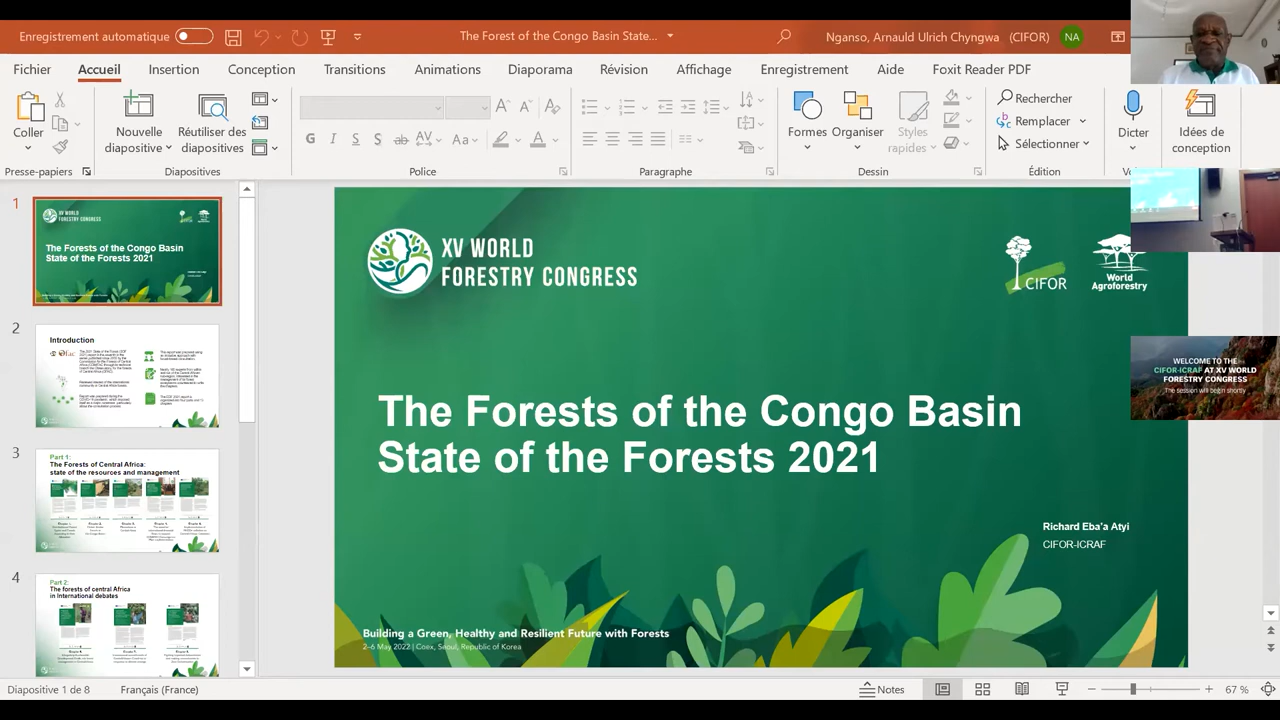 Enregistrement automatique
The Forest of the Congo Basin State...
Nganso, Arnauld Ulrich Chyngwa (CIFOR)
NA
Fichier
Accueil
Insertion
Conception
Transitions
Animations
Diaporama
Révision
Affichage
Enregistrement
Aide
Foxit Reader PDF
Coller
Nouvelle
diapositive
Réutiliser des
diapositives
G I S S ab AV Aa A
Formes
Organiser
Styles
rapides
Rechercher
Remplacer
Sélectionner
Dicter
Idées de
conception
Presse-papiers
Diapositives
Police
Paragraphe
Dessin
Édition
1
XV WORLD
FORESTRY CONGRESS
The Forests of the Congo Basin
State of the Forests 2021
2
Introduction
3
Part 1:
The Forests of Central Africa:
state of the resources and management
4
Part 2:
The forests of central Africa
in International debates
XV WORLD
FORESTRY CONGRESS
CIFOR
World
Agroforestry
The Forests of the Congo Basin
State of the Forests 2021
Richard Eba'a Atyi
CIFOR-ICRAF
Building a Green, Healthy and Resilient Future with Forests
2–6 May 2022 | Coex, Seoul, Republic of Korea
WELCOME TO THE
CIFOR-ICRAF AT XV WORLD
FORESTRY CONGRESS
The session will begin shortly
Diapositive 1 de 8
Français (France)
Notes
67 %